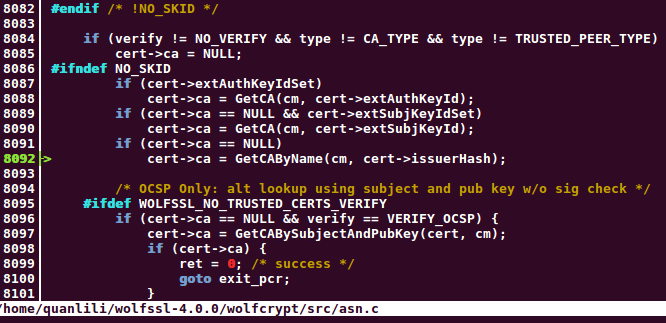 8082 #endif /* !NO_SKID */
8083
8084     if (verify != NO_VERIFY && type != CA_TYPE && type != TRUSTED_PEER_TYPE)
8085         cert->ca = NULL;
8086 #ifndef NO_SKID
8087         if (cert->extAuthKeyIdSet)
8088             cert->ca = GetCA(cm, cert->extAuthKeyId);
8089         if (cert->ca == NULL && cert->extSubjKeyIdSet)
8090             cert->ca = GetCA(cm, cert->extSubjKeyId);
8091         if (cert->ca == NULL)
8092->             cert->ca = GetCAByName(cm, cert->issuerHash);
8093
8094         /* OCSP Only: alt lookup using subject and pub key w/o sig check */
8095     #ifdef WOLFSSL_NO_TRUSTED_CERTS_VERIFY
8096         if (cert->ca == NULL && verify == VERIFY_OCSP) {
8097             cert->ca = GetCABySubjectAndPubKey(cert, cm);
8098             if (cert->ca) {
8099                 ret = 0; /* success */
8100                 goto exit_pcr;
8101             }
/home/quanlili/wolfssl-4.0.0/wolfcrypt/src/asn.c